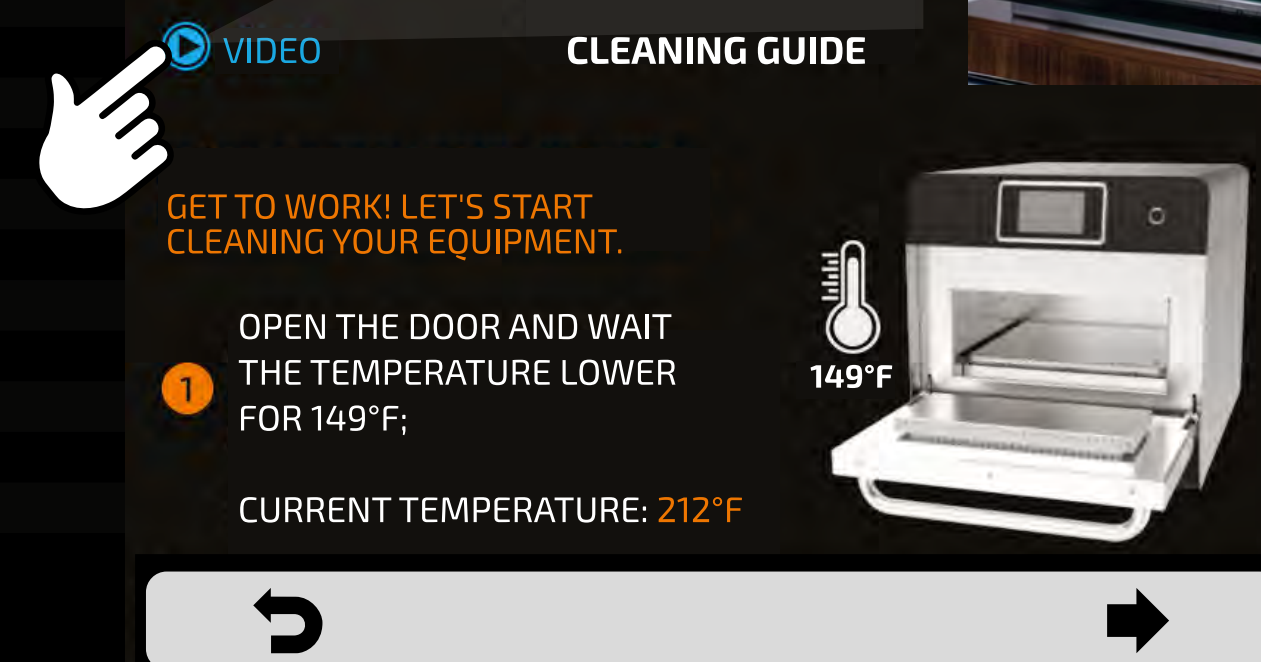 VIDEO
CLEANING GUIDE
GET TO WORK! LET'S START
CLEANING YOUR EQUIPMENT.
1
OPEN THE DOOR AND WAIT
THE TEMPERATURE LOWER
FOR 149°F;
149°F
CURRENT TEMPERATURE: 212°F